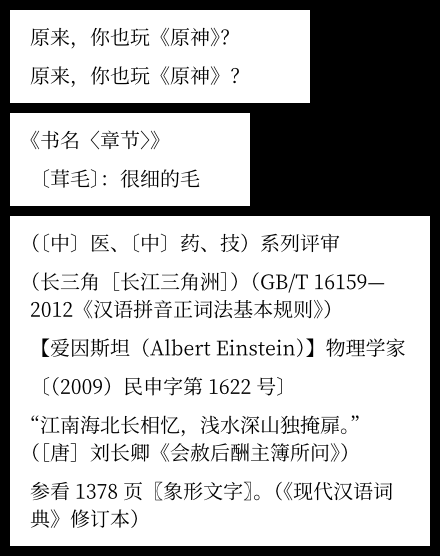 原来，你也玩《原神》？
原来，你也玩《原神》？
《书名〈章节〉》
〔茸毛〕：很细的毛
（〔中〕医、〔中〕药、技）系列评审
（长三角［长江三角洲］）（GB/T 16159—
2012《汉语拼音正词法基本规则》）
【爱因斯坦（Albert Einstein）】物理学家
〔（2009）民申字第 1622 号〕
“江南海北长相忆，浅水深山独掩扉。”
（［唐］刘长卿《会赦后酬主簿所问》）
参看 1378 页〖象形文字〗。（《现代汉语词
典》修订本）